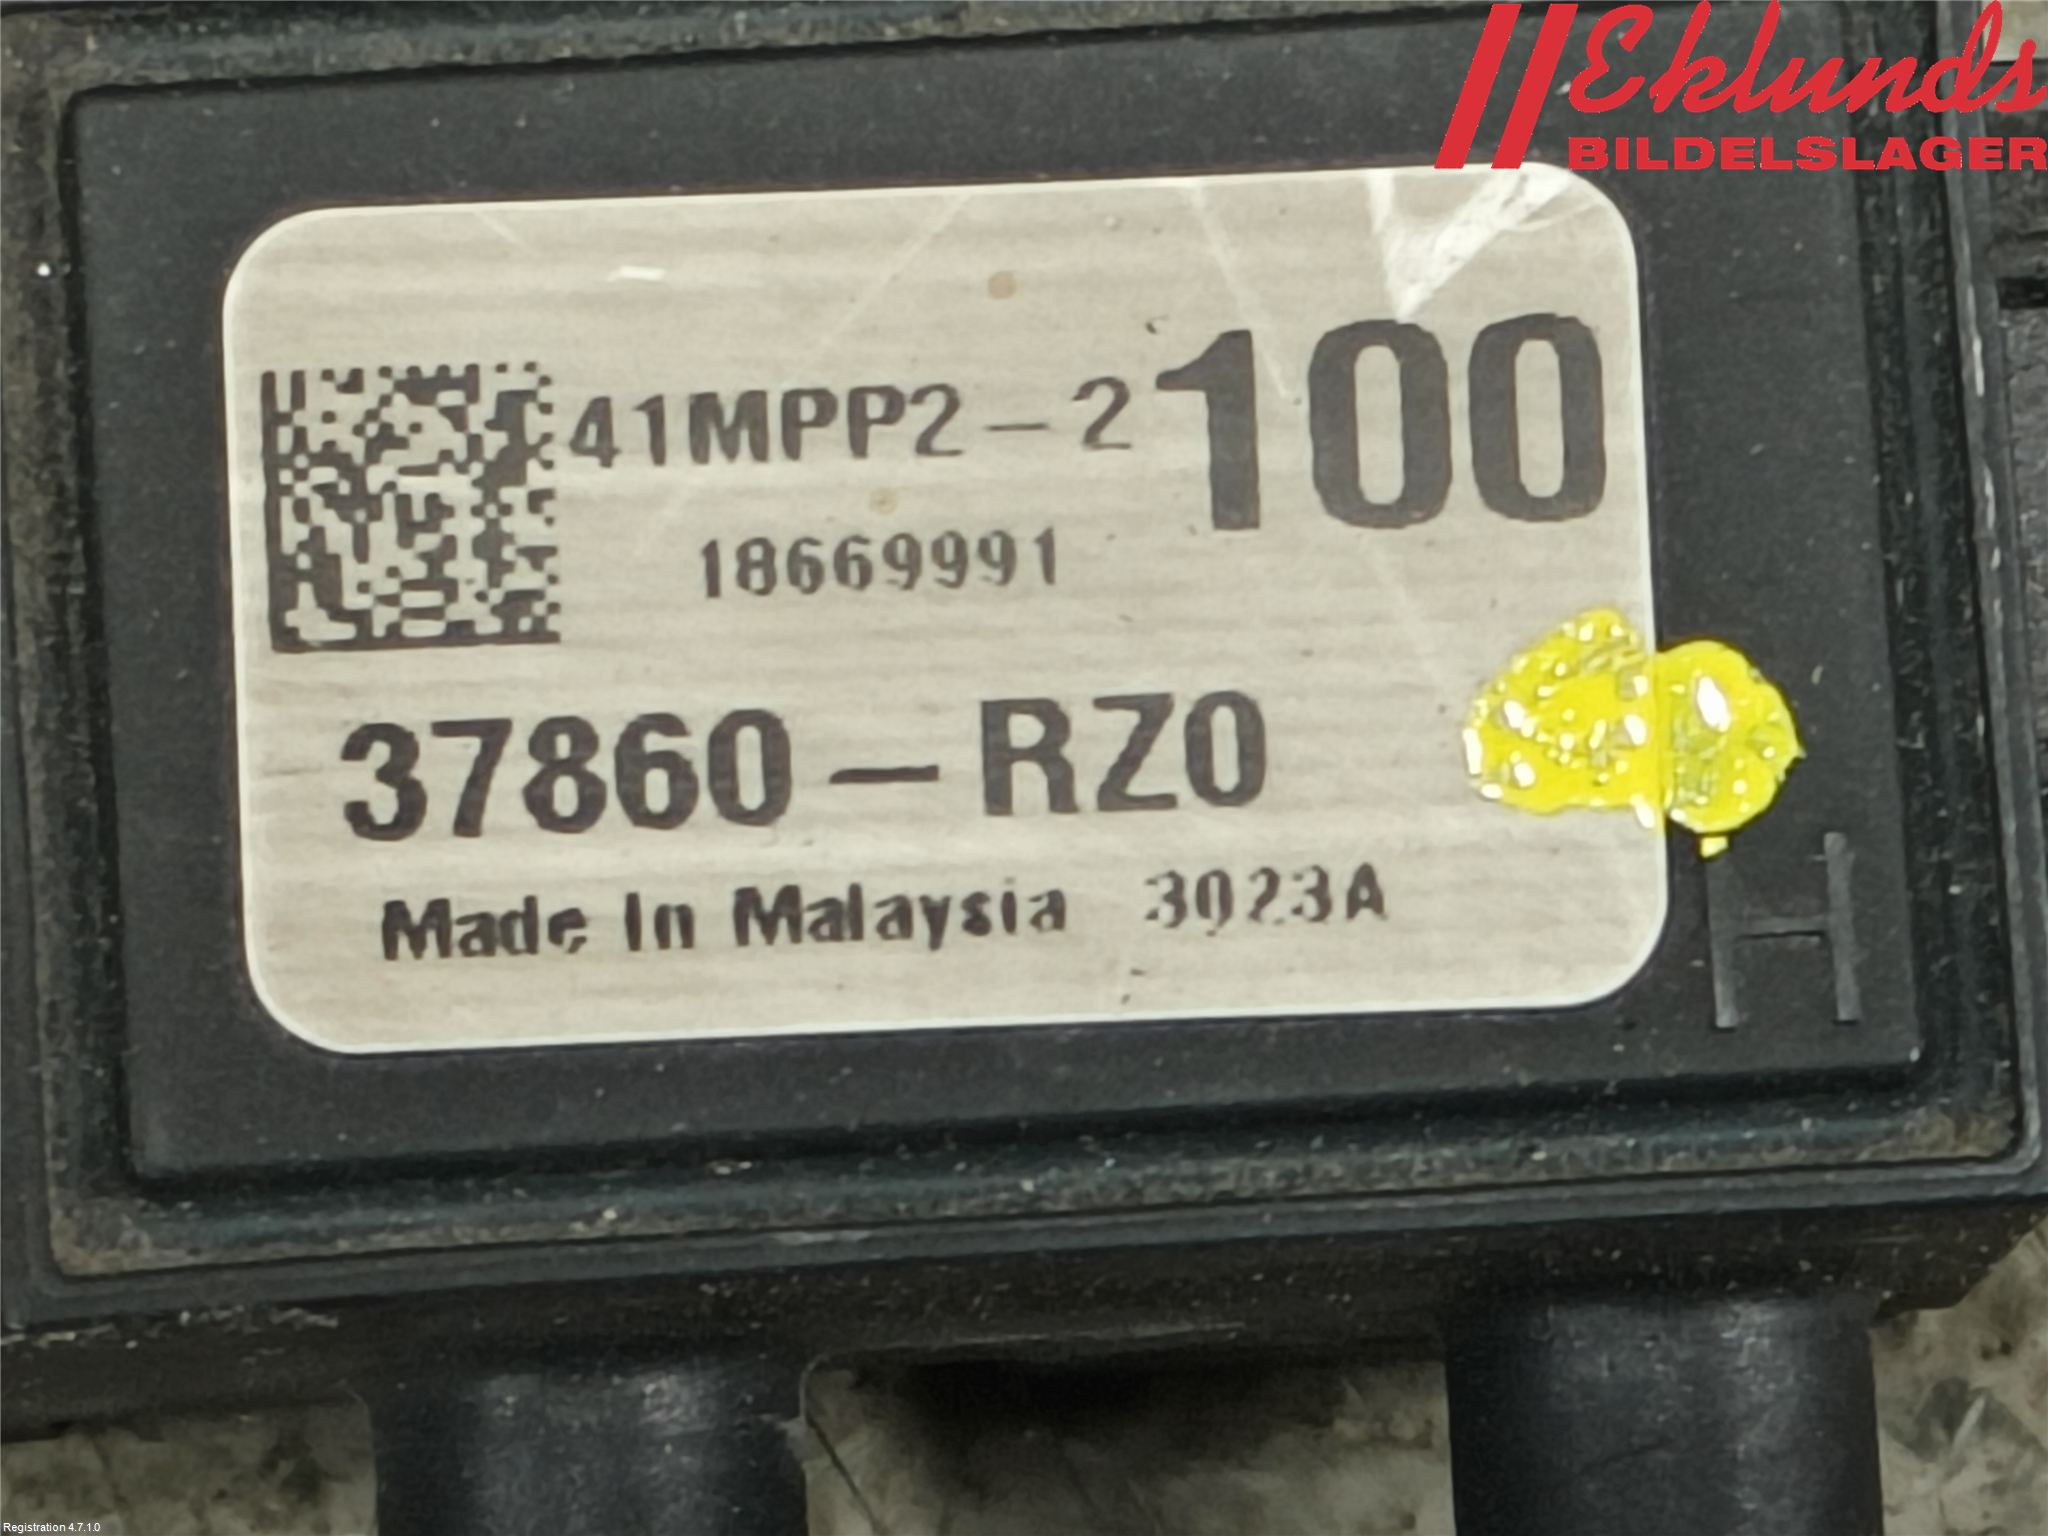 Eklunds
BILDELSLAGER
41MPP2-2 100
18669991
37860-RZ0
Made In Malaysia 3023A
H
Registration 4.7.1.0